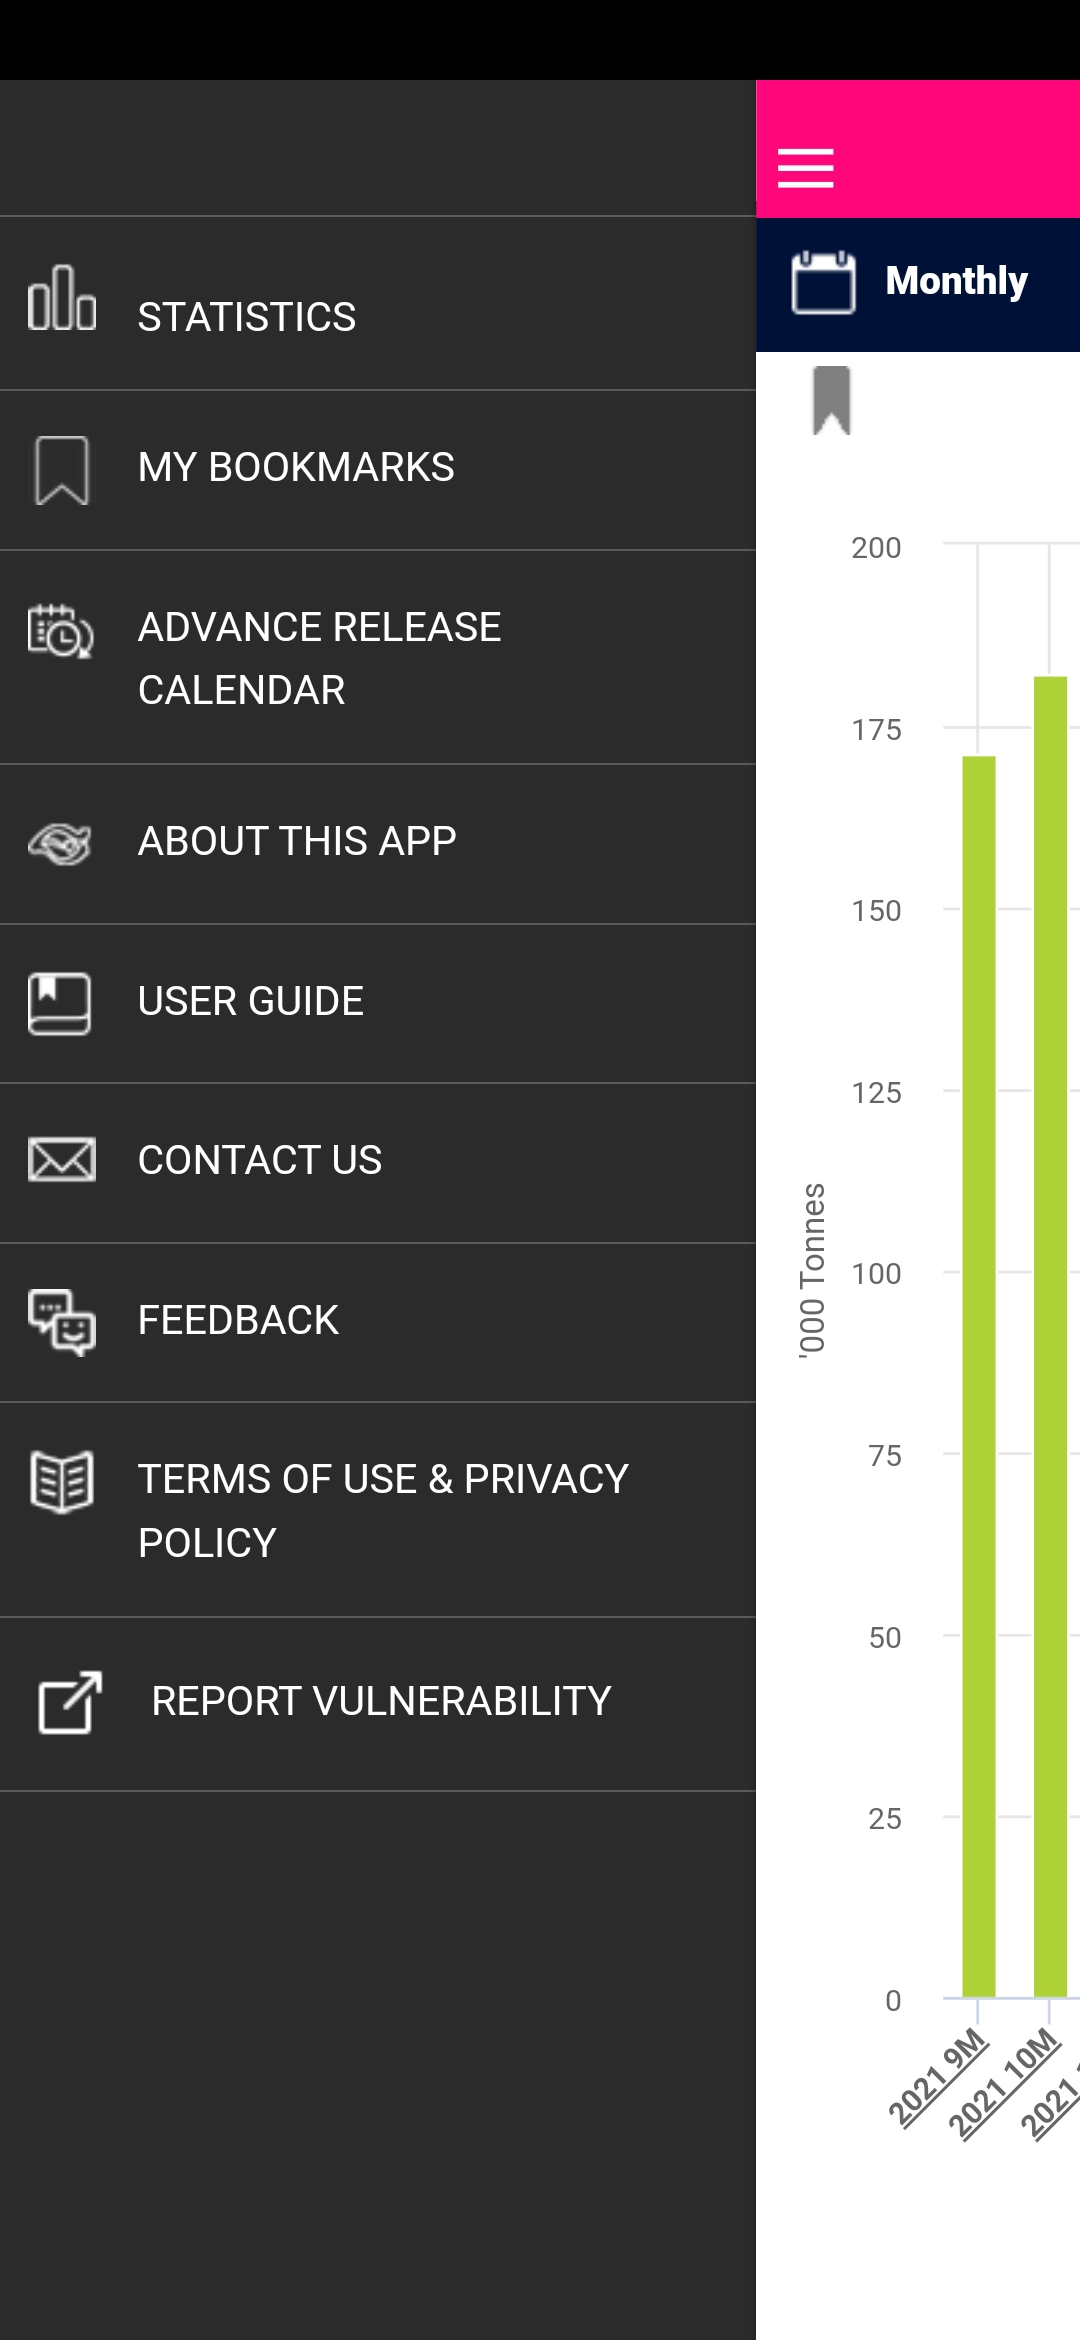 STATISTICS
MY BOOKMARKS
ADVANCE RELEASE
CALENDAR
ABOUT THIS APP
USER GUIDE
CONTACT US
FEEDBACK
TERMS OF USE & PRIVACY
POLICY
REPORT VULNERABILITY
Monthly
200
175
150
125
100
75
50
25
0
'000 Tonnes
2021 9M
2021 10M
2021